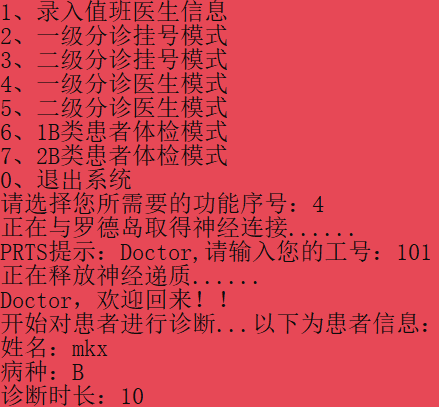 1、录入值班医生信息
2、一级分诊挂号模式
3、二级分诊挂号模式
4、一级分诊医生模式
5、二级分诊医生模式
6、1B类患者体检模式
7、2B类患者体检模式
0、退出系统
请选择您所需要的功能序号: 4
正在与罗德岛取得神经连接......
PRTS提示: Doctor,请输入您的工号: 101
正在释放神经递质......
Doctor, 欢迎回来！！
开始对患者进行诊断...以下为患者信息:
姓名: mkx
病种: B
诊断时长: 10